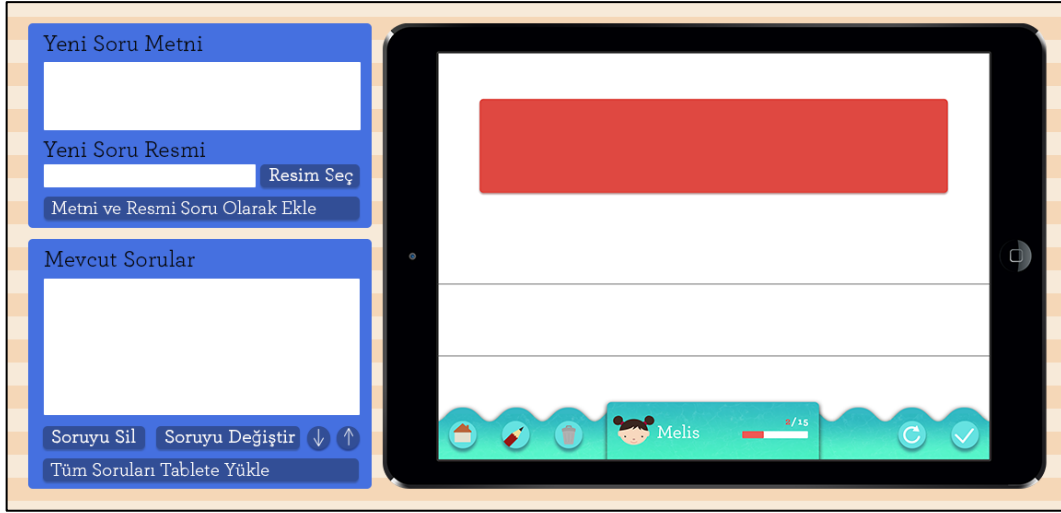 Yeni Soru Metni
Yeni Soru Resmi
Resim Seç
Metni ve Resmi Soru Olarak Ekle
Mevcut Sorular
Soruyu Sil
Soruyu Değiştir
Tüm Soruları Tablete Yükle
Melis
2/15